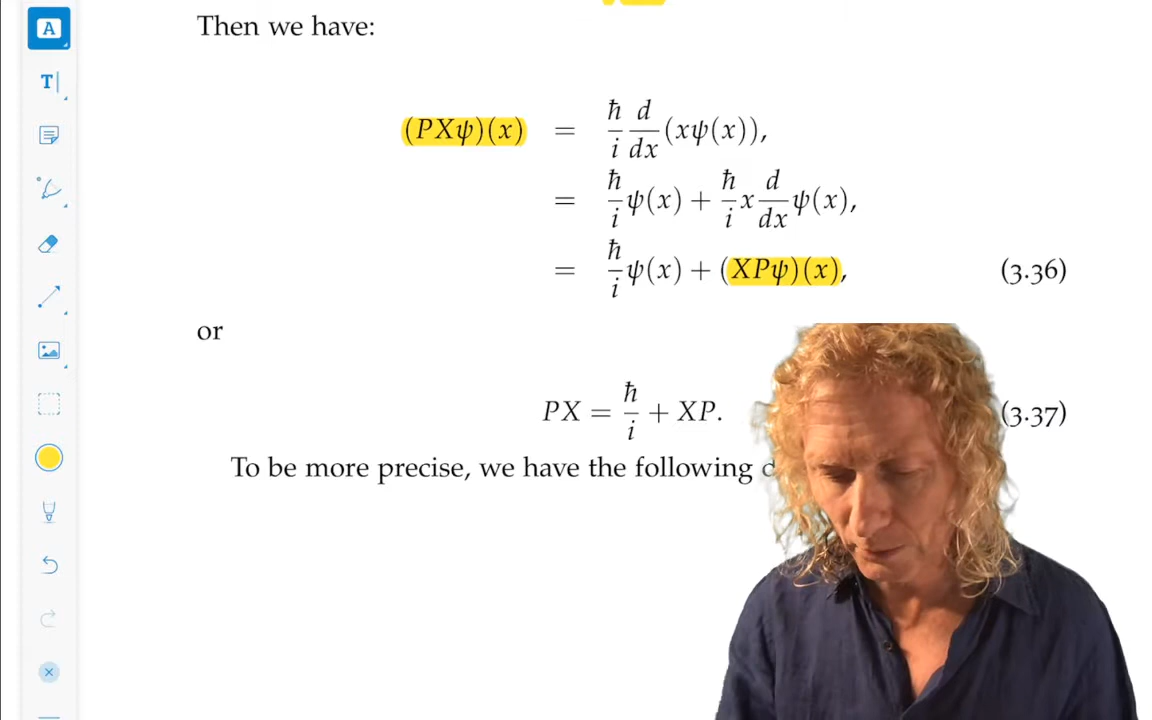 Then we have:
(PXψ)(x) = ħ/i d/dx (xψ(x)),
= ħ/i ψ(x) + ħ/i x d/dx ψ(x),
= ħ/i ψ(x) + (XPψ)(x), (3.36)
or
PX = ħ/i + XP. (3.37)
To be more precise, we have the following
A
T